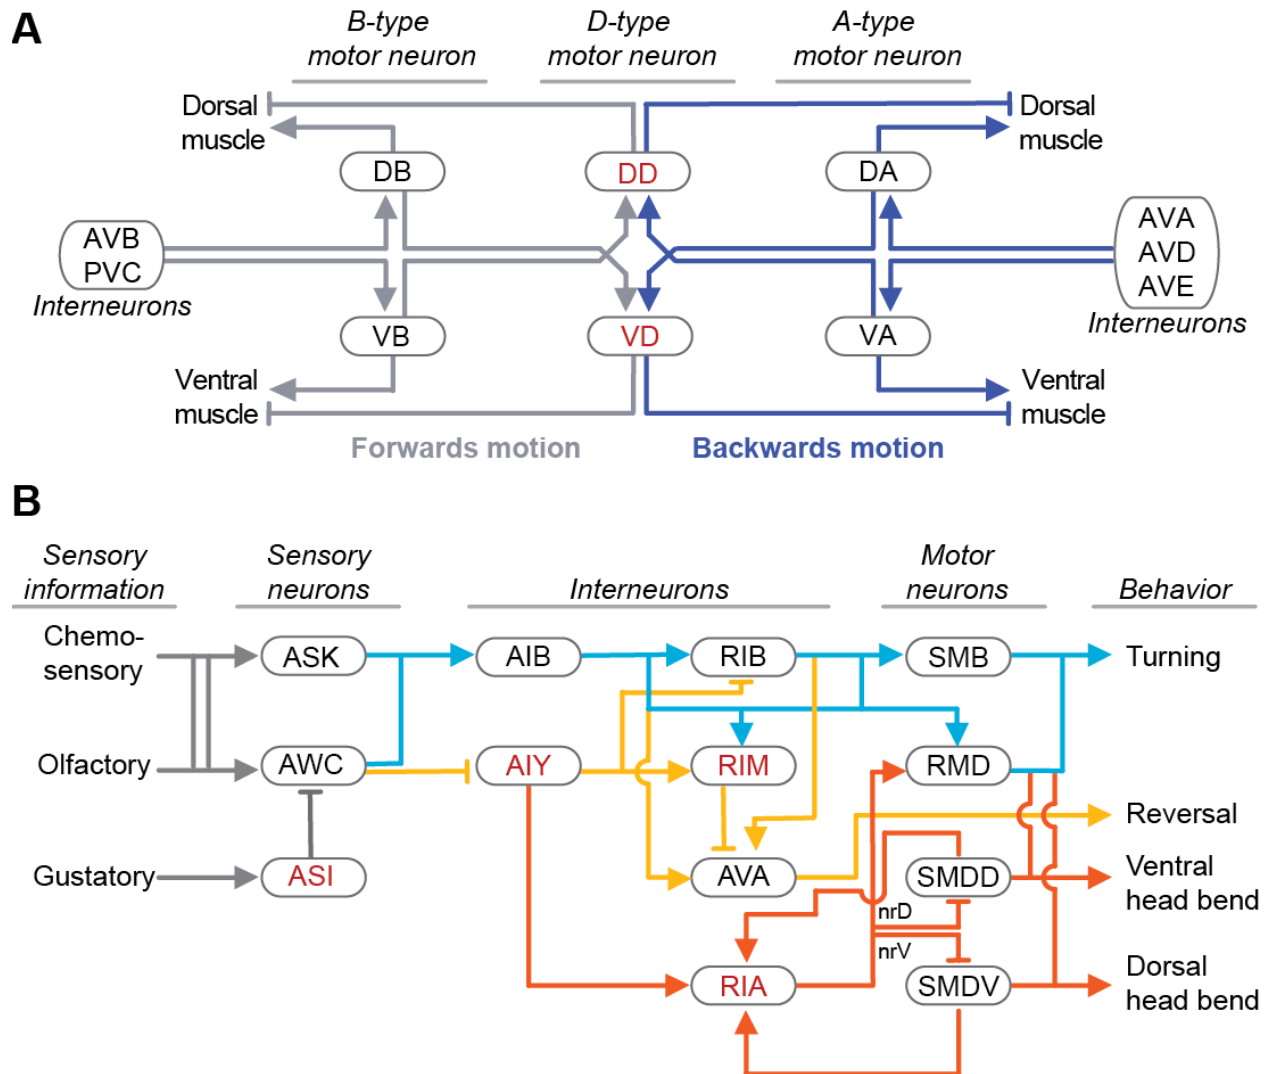 A
B-type
motor neuron
D-type
motor neuron
A-type
motor neuron
Dorsal
muscle
Dorsal
muscle
DB
DD
DA
AVB
PVC
Interneurons
AVA
AVD
AVE
Interneurons
VB
VD
VA
Ventral
muscle
Ventral
muscle
Forwards motion
Backwards motion
B
Sensory
information
Sensory
neurons
Interneurons
Motor
neurons
Behavior
Chemo-
sensory
ASK
AIB
RIB
SMB
Turning
Olfactory
AWC
AIY
RIM
RMD
Reversal
Gustatory
ASI
AVA
SMDD
Ventral
head bend
nrD
nrV
RIA
SMDV
Dorsal
head bend